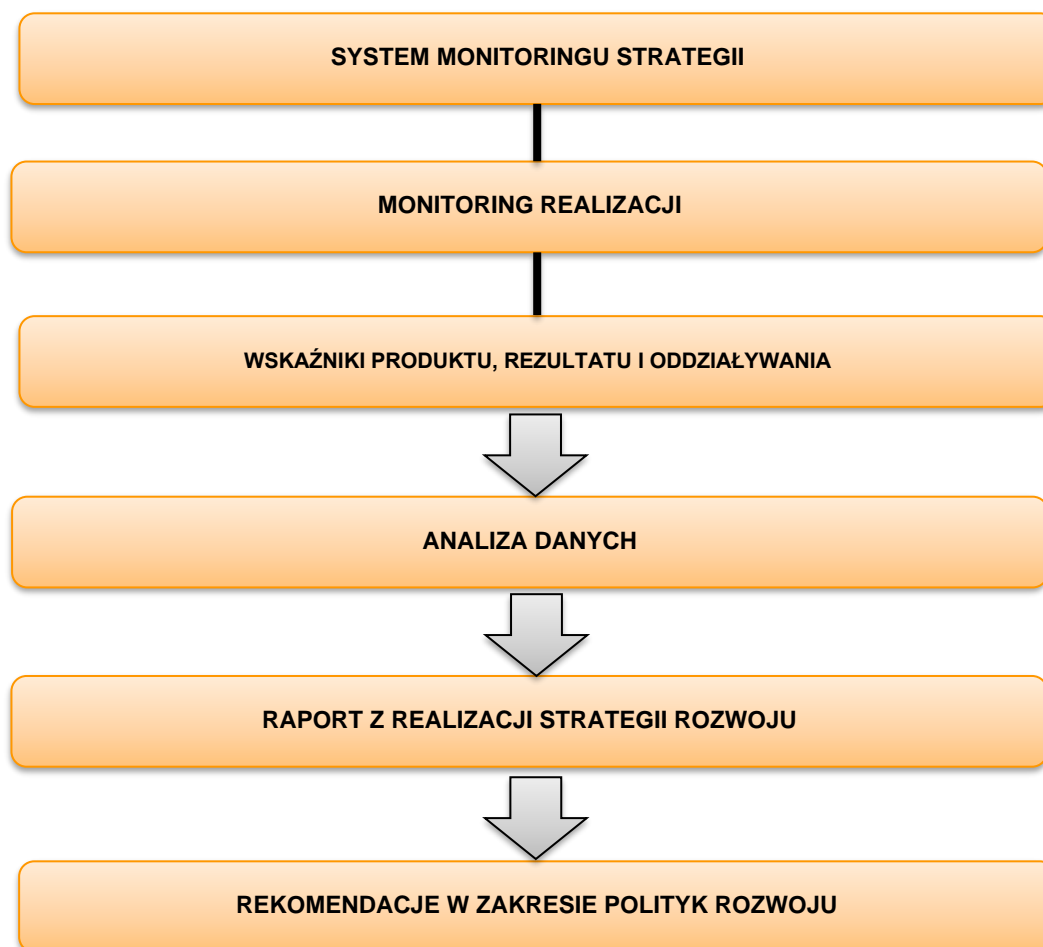 SYSTEM MONITORINGU STRATEGII
MONITORING REALIZACJI
WSKAŹNIKI PRODUKTU, REZULTATU I ODDZIAŁYWANIA
ANALIZA DANYCH
RAPORT Z REALIZACJI STRATEGII ROZWOJU
REKOMENDACJE W ZAKRESIE POLITYK ROZWOJU